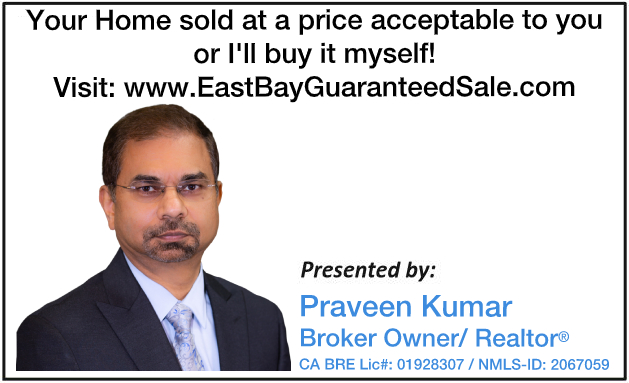 Your Home sold at a price acceptable to you
or I'll buy it myself!
Visit: www.EastBayGuaranteedSale.com
Presented by:
Praveen Kumar
Broker Owner/ Realtor®
CA BRE Lic#: 01928307 / NMLS-ID: 2067059